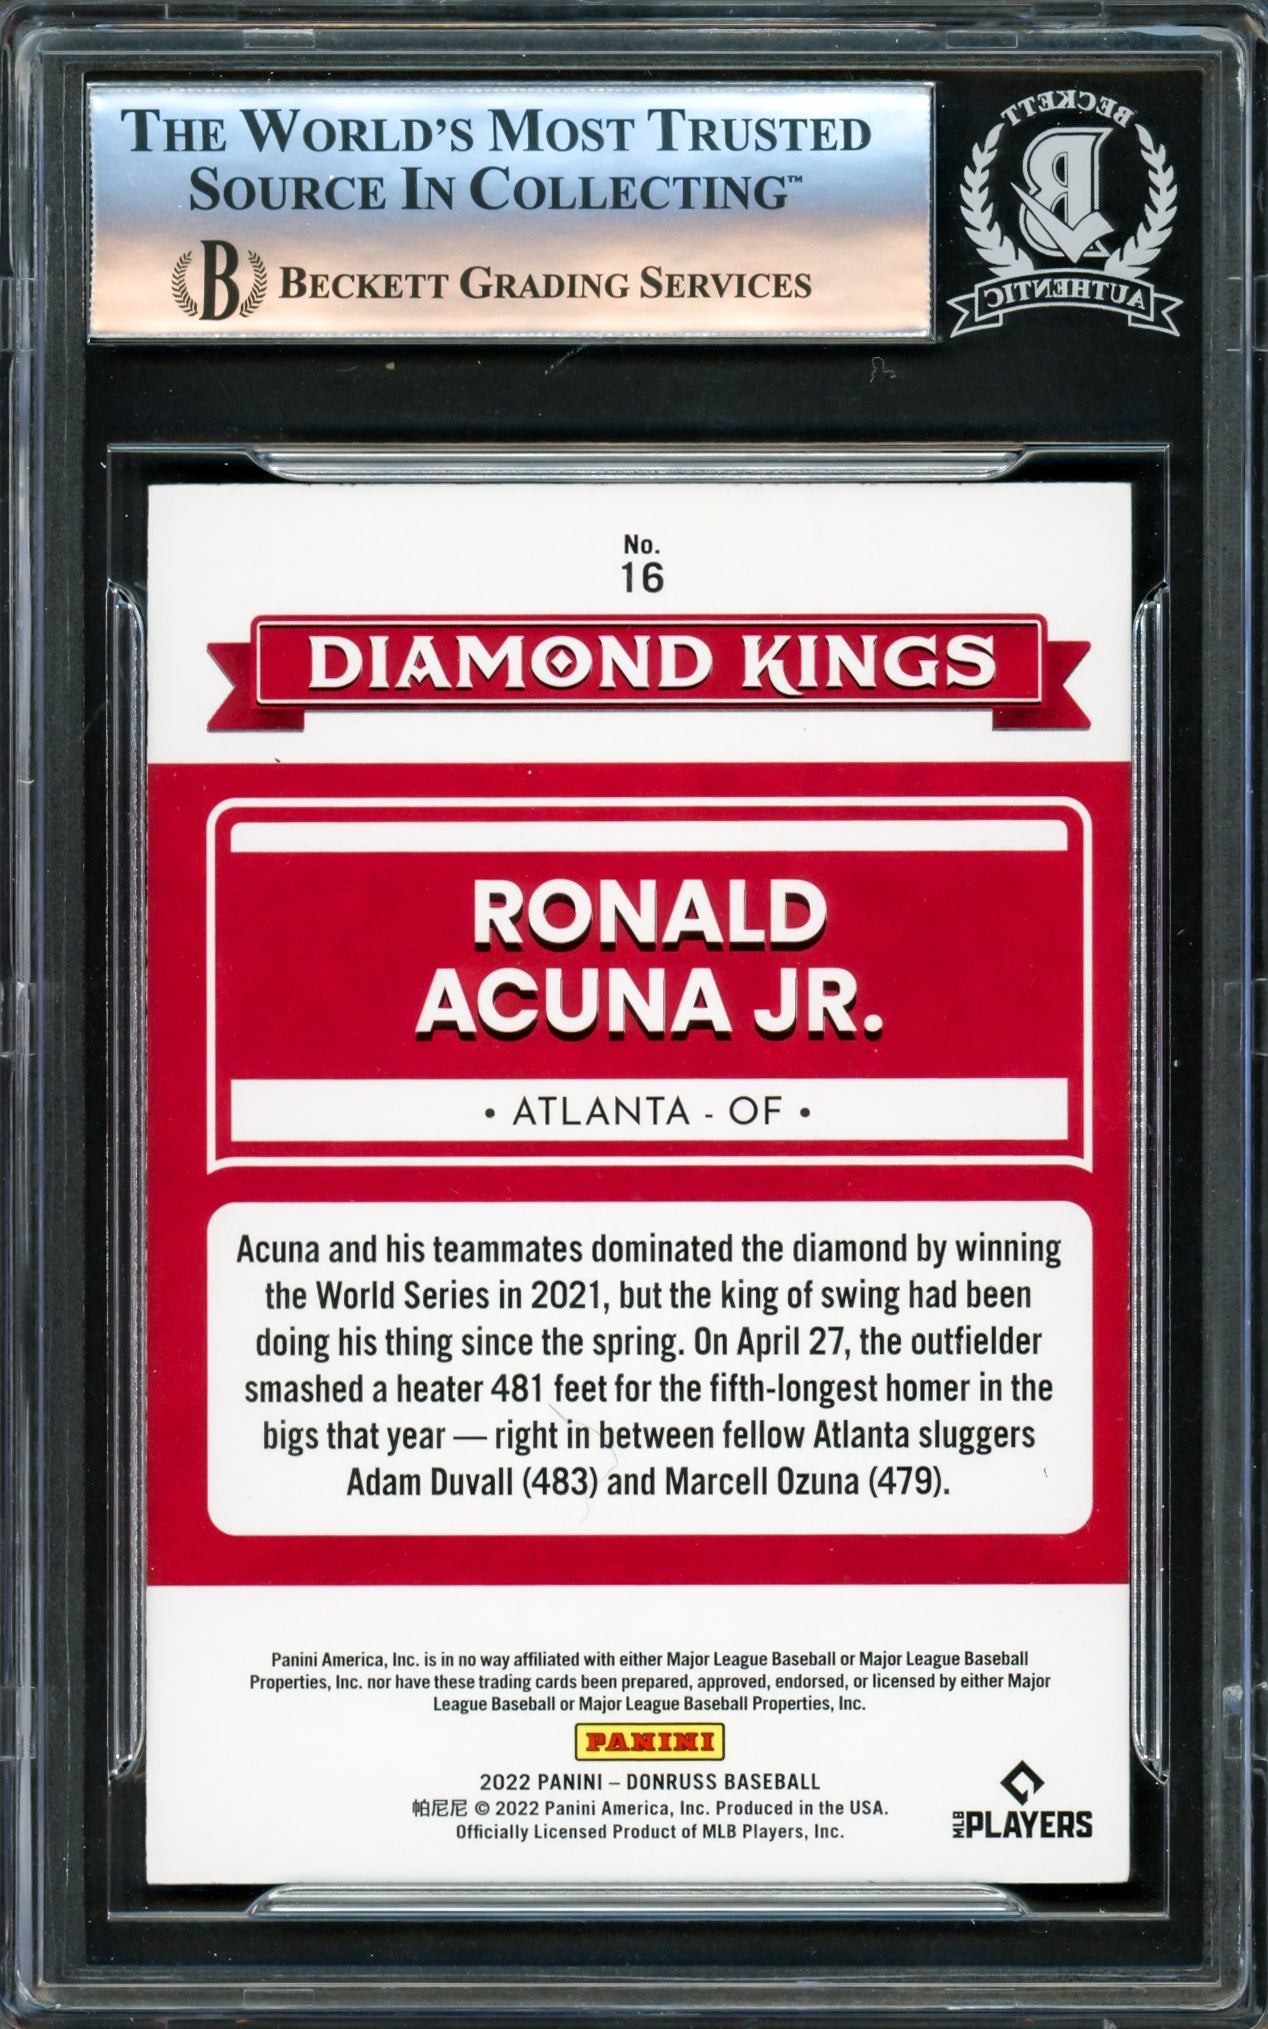 THE WORLD'S MOST TRUSTED
SOURCE IN COLLECTING™
B BECKETT GRADING SERVICES
BECKETT
B
AUTHENTIC
No.
16
DIAMOND KINGS
RONALD
ACUNA JR.
• ATLANTA - OF •
Acuna and his teammates dominated the diamond by winning
the World Series in 2021, but the king of swing had been
doing his thing since the spring. On April 27, the outfielder
smashed a heater 481 feet for the fifth-longest homer in the
bigs that year — right in between fellow Atlanta sluggers
Adam Duvall (483) and Marcell Ozuna (479).
Panini America, Inc. is in no way affiliated with either Major League Baseball or Major League Baseball
Properties, Inc. nor have these trading cards been prepared, approved, endorsed, or licensed by either Major
League Baseball or Major League Baseball Properties, Inc.
PANINI
2022 PANINI – DONRUSS BASEBALL
帕尼尼 © 2022 Panini America, Inc. Produced in the USA.
Officially Licensed Product of MLB Players, Inc.
MLB PLAYERS